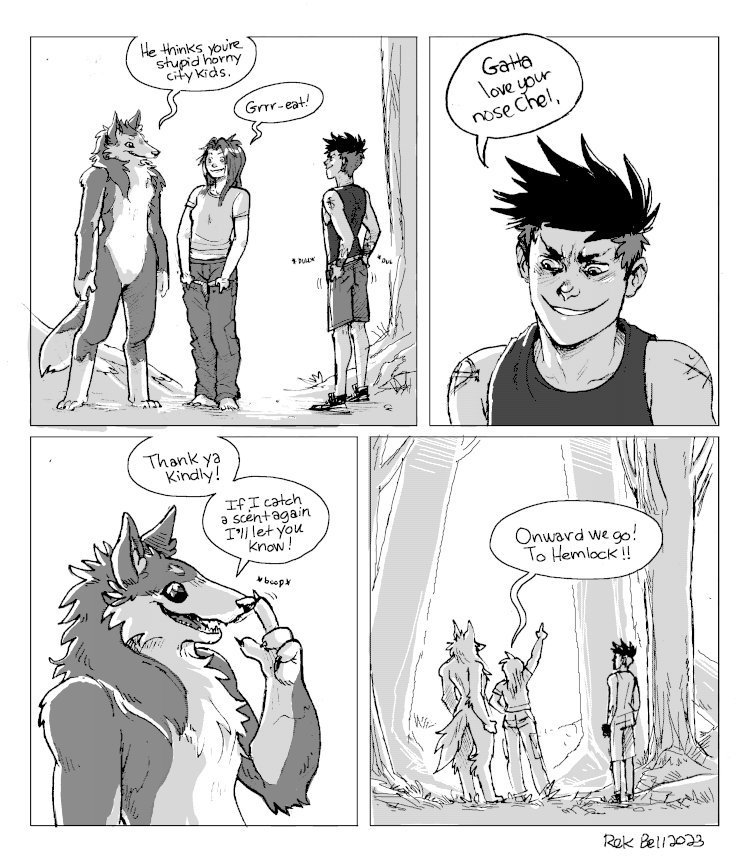 He thinks you're
stupid horny
city kids.
Grrr-eat!
*PULL*
*PULL
Gatta
love your
nose Chel,
Thank ya
Kindly!
If I catch
a scent again
I'll let you
know!
*boop*
Onward we go!
To Hemlock!!
Rek Bell 2023